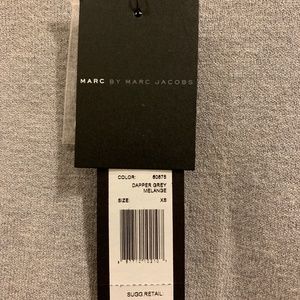 MARC BY MARC JACOBS
COLOR: 60875
DAPPER GREY
MELANGE
SIZE: XS
SUGG.RETAIL: